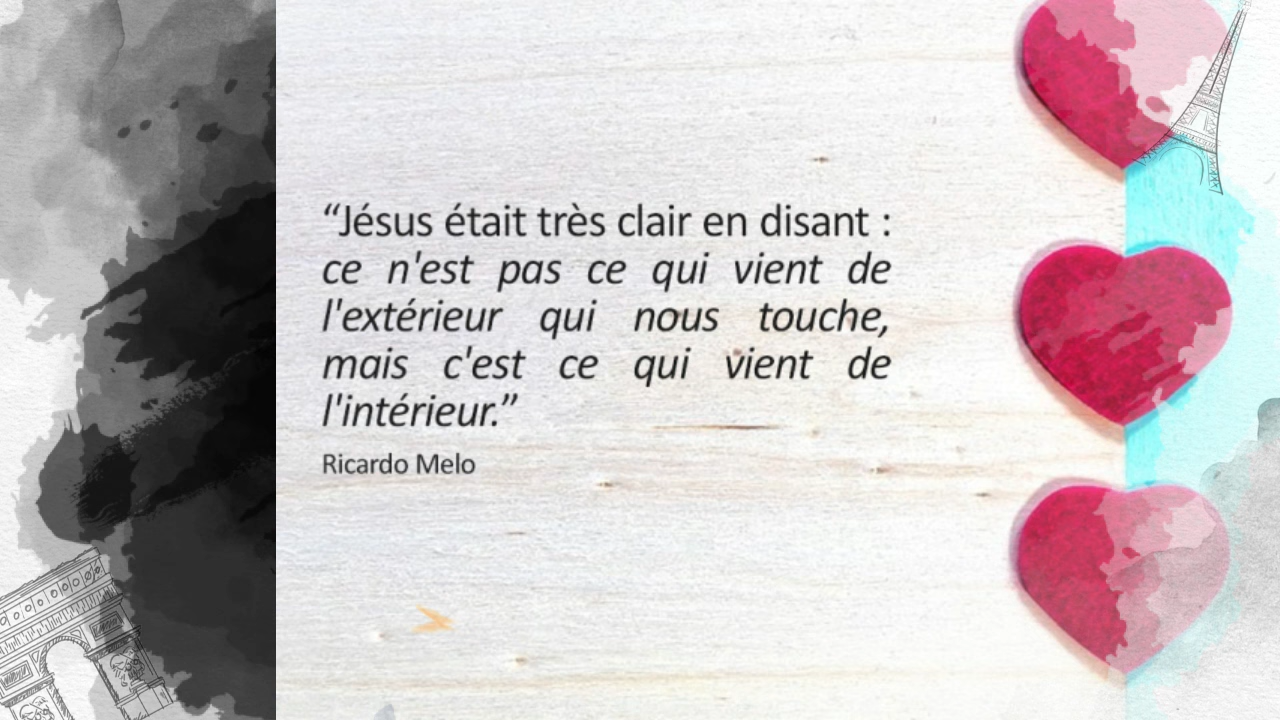 “Jésus était très clair en disant :
ce n'est pas ce qui vient de
l'extérieur qui nous touche,
mais c'est ce qui vient de
l'intérieur.”
Ricardo Melo